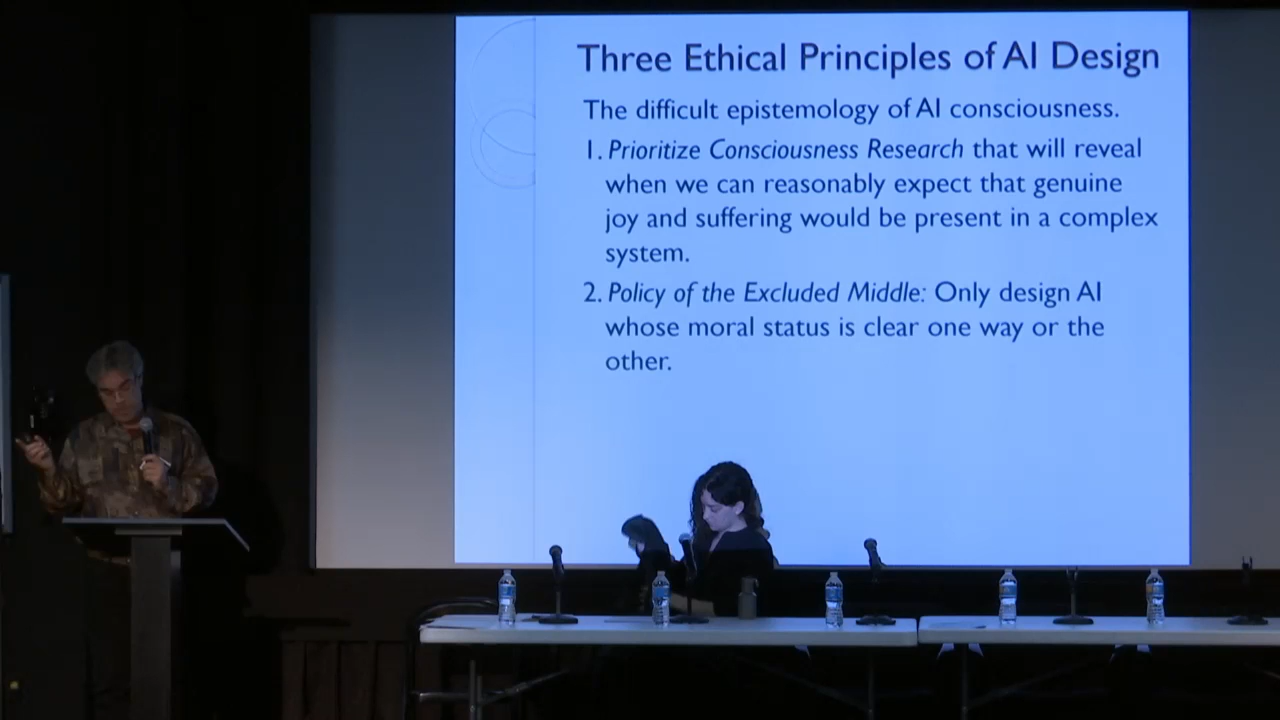 Three Ethical Principles of AI Design
The difficult epistemology of AI consciousness.
1. Prioritize Consciousness Research that will reveal
when we can reasonably expect that genuine
joy and suffering would be present in a complex
system.
2. Policy of the Excluded Middle: Only design AI
whose moral status is clear one way or the
other.